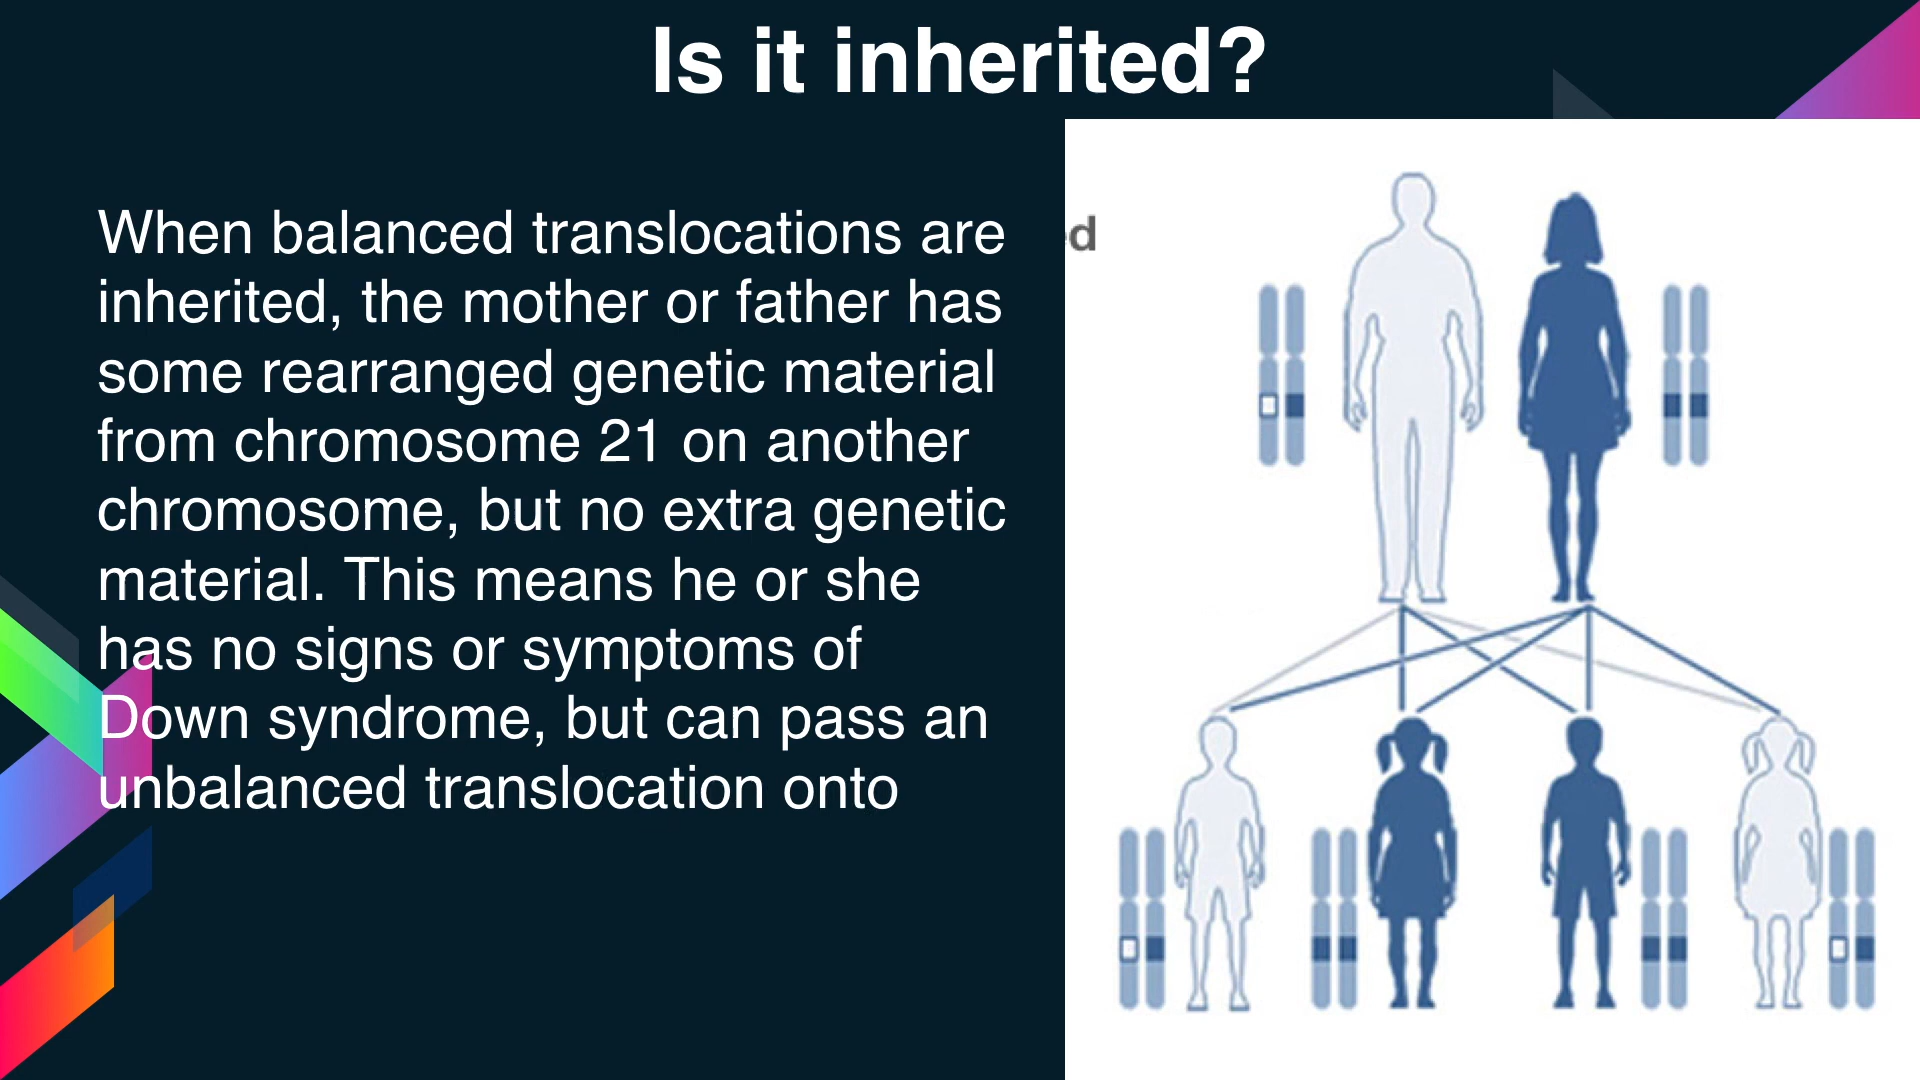 Is it inherited?
When balanced translocations are
inherited, the mother or father has
some rearranged genetic material
from chromosome 21 on another
chromosome, but no extra genetic
material. This means he or she
has no signs or symptoms of
Down syndrome, but can pass an
unbalanced translocation onto
d